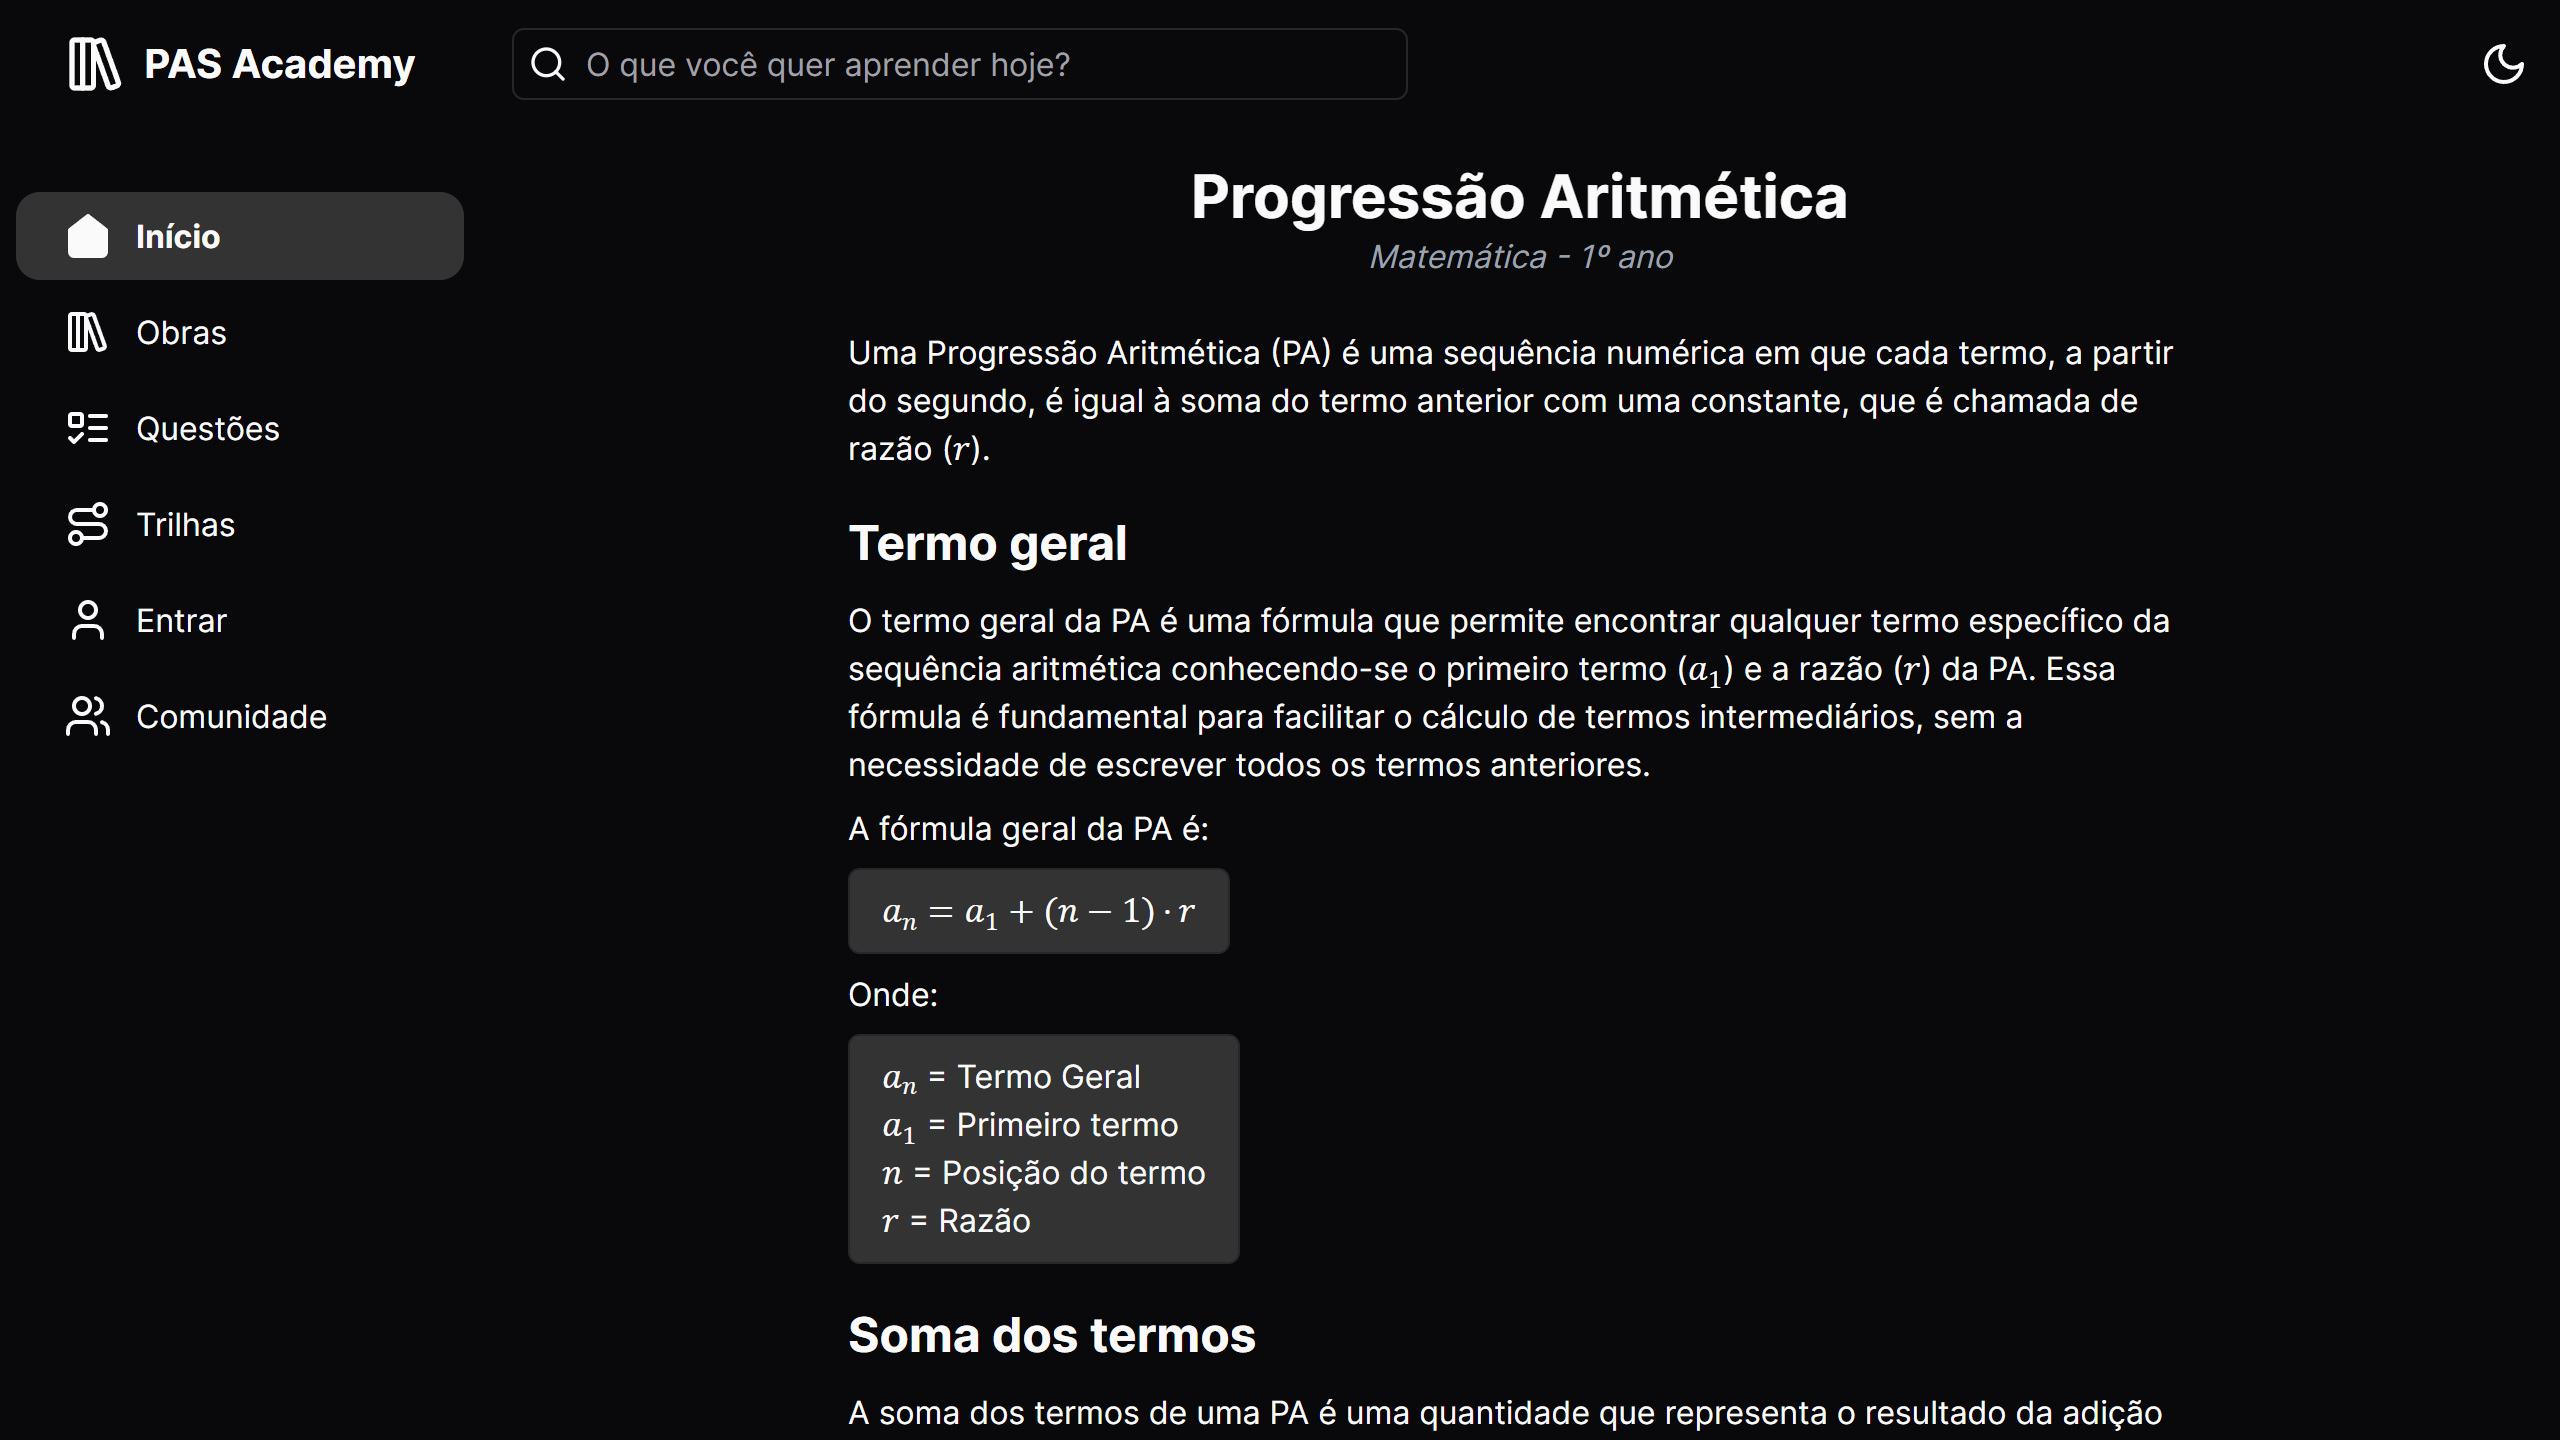 PAS Academy
O que você quer aprender hoje?
Início
Obras
Questões
Trilhas
Entrar
Comunidade
Progressão Aritmética
Matemática - 1º ano
Uma Progressão Aritmética (PA) é uma sequência numérica em que cada termo, a partir
do segundo, é igual à soma do termo anterior com uma constante, que é chamada de
razão (r).
Termo geral
O termo geral da PA é uma fórmula que permite encontrar qualquer termo específico da
sequência aritmética conhecendo-se o primeiro termo (a₁) e a razão (r) da PA. Essa
fórmula é fundamental para facilitar o cálculo de termos intermediários, sem a
necessidade de escrever todos os termos anteriores.
A fórmula geral da PA é:
aₙ = a₁ + (n − 1) · r
Onde:
aₙ = Termo Geral
a₁ = Primeiro termo
n = Posição do termo
r = Razão
Soma dos termos
A soma dos termos de uma PA é uma quantidade que representa o resultado da adição